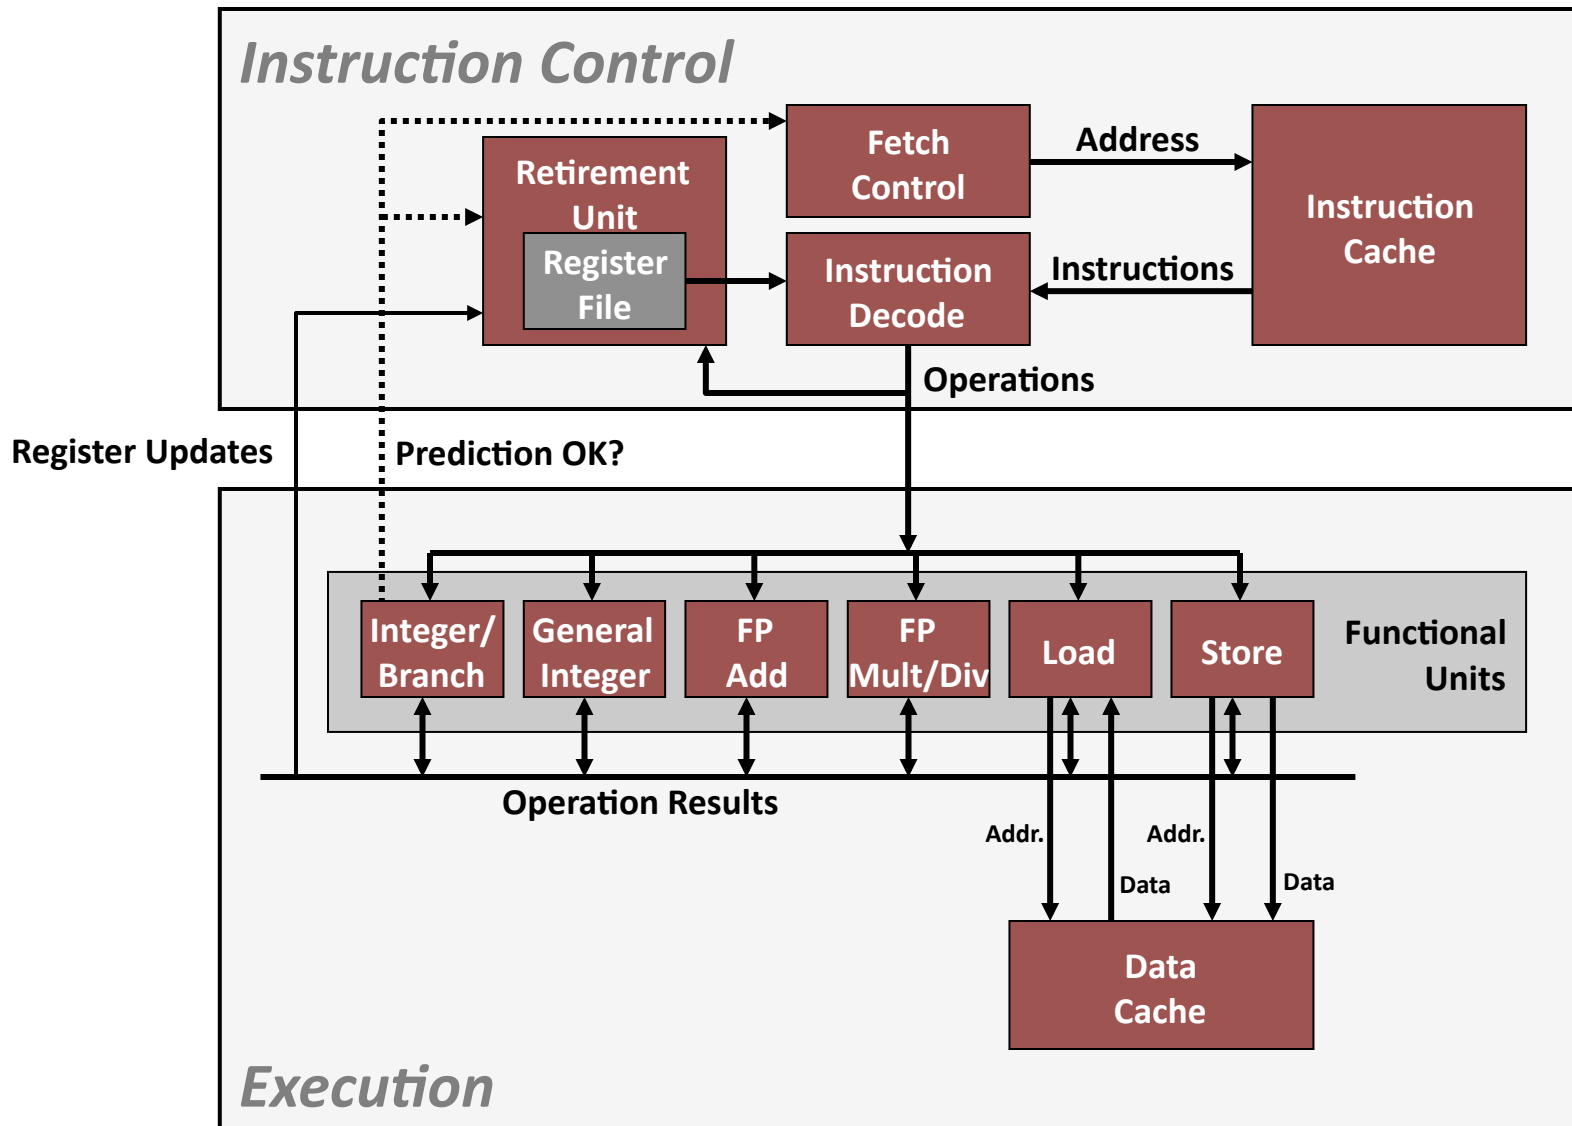 Instruction Control
Fetch
Control
Address
Instruction
Cache
Retirement
Unit
Register
File
Instruction
Decode
Instructions
Operations
Register Updates
Prediction OK?
Integer/
Branch
General
Integer
FP
Add
FP
Mult/Div
Load
Store
Functional
Units
Operation Results
Addr.
Addr.
Data
Data
Data
Cache
Execution